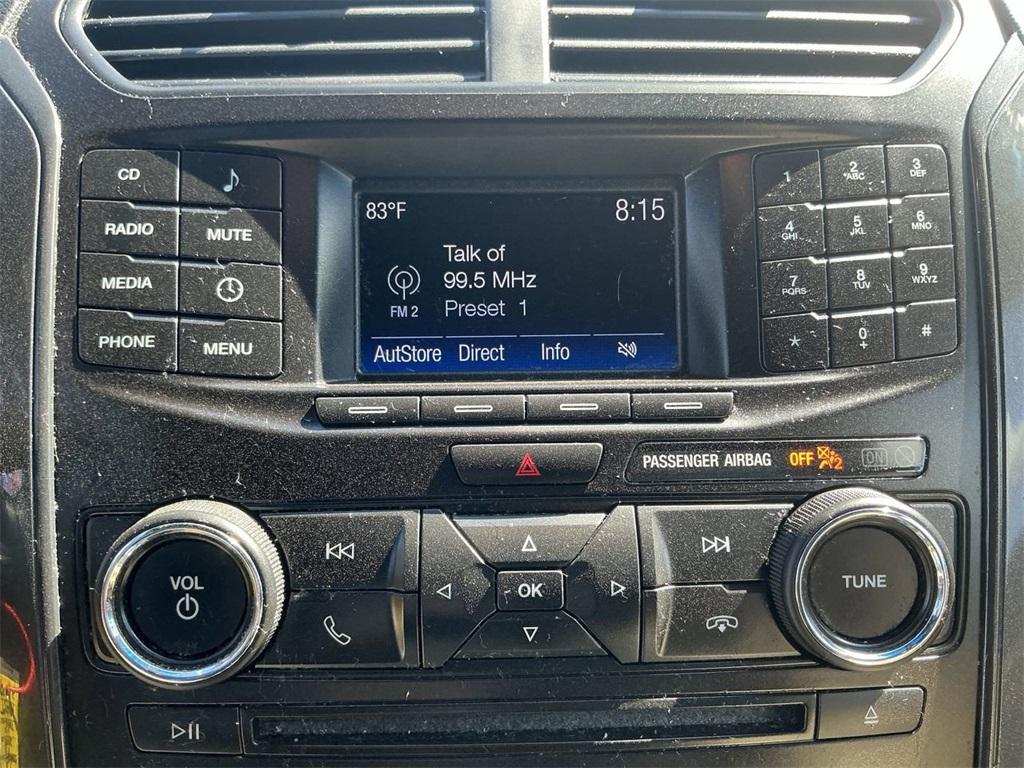 CD
RADIO
MUTE
MEDIA
PHONE
MENU
83°F
8:15
Talk of
99.5 MHz
FM 2
Preset 1
AutStore Direct Info
1
2 ABC
3 DEF
4 GHI
5 JKL
6 MNO
7 PQRS
8 TUV
9 WXYZ
*
0 +
#
PASSENGER AIRBAG OFF 2 ON
VOL
OK
TUNE